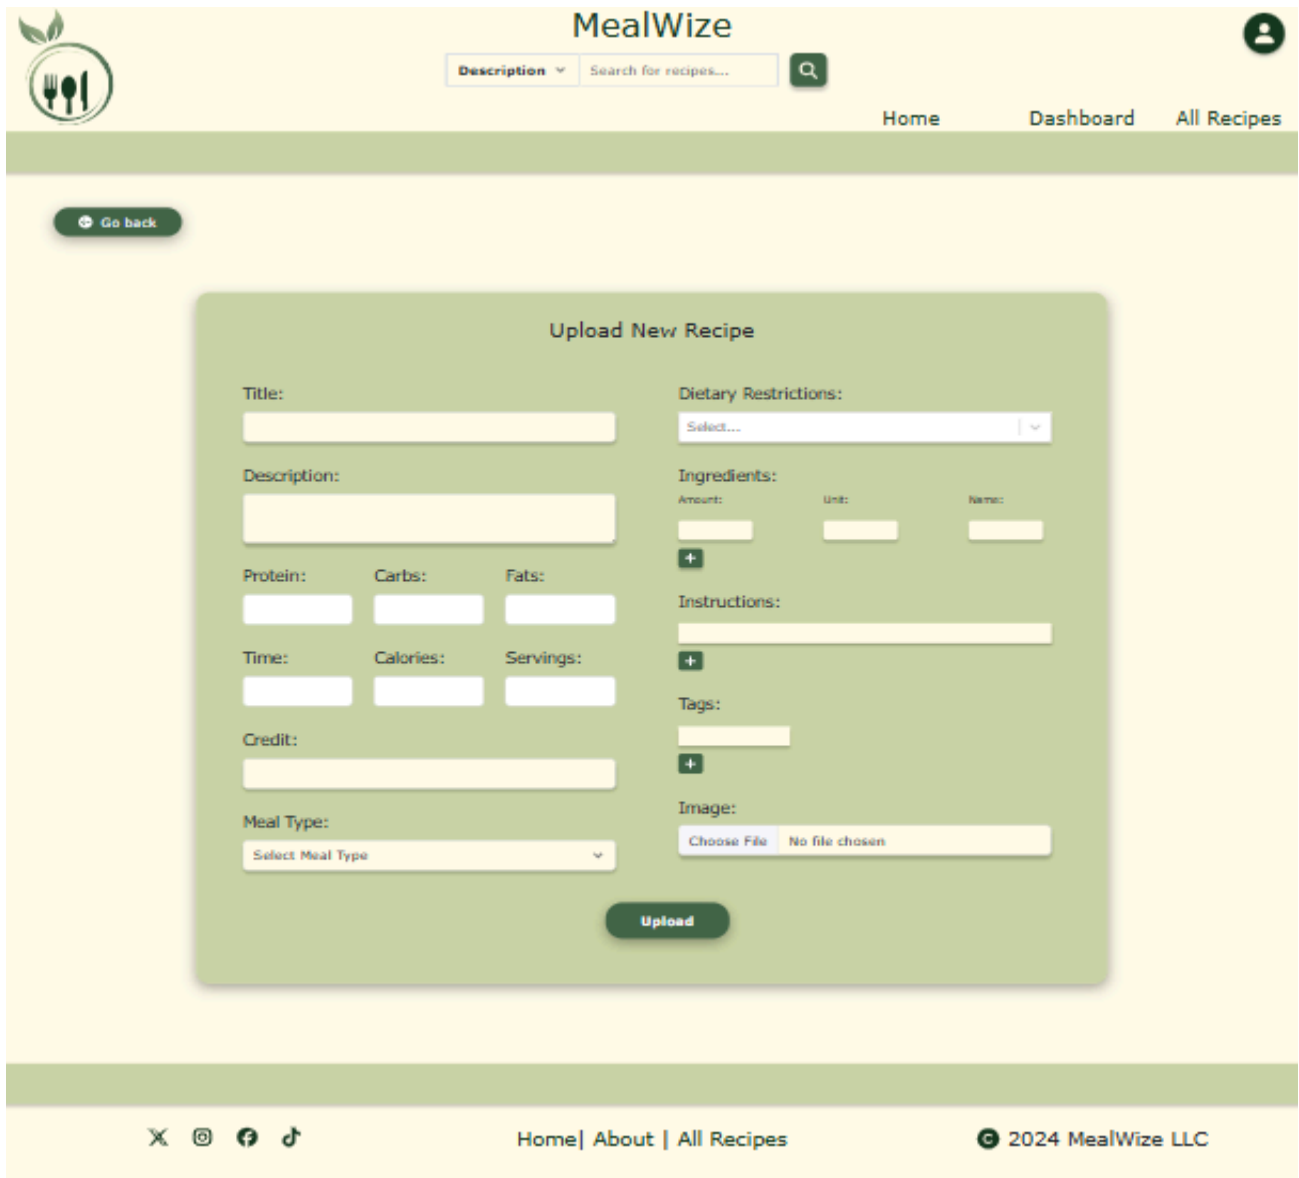 MealWize
Description Search for recipes...
Home Dashboard All Recipes
Go back
Upload New Recipe
Title:
Description:
Protein: Carbs: Fats:
Time: Calories: Servings:
Credit:
Meal Type:
Select Meal Type
Dietary Restrictions:
Select...
Ingredients:
Amount: Unit: Name:
+
Instructions:
+
Tags:
+
Image:
Choose File No file chosen
Upload
Home| About | All Recipes
© 2024 MealWize LLC